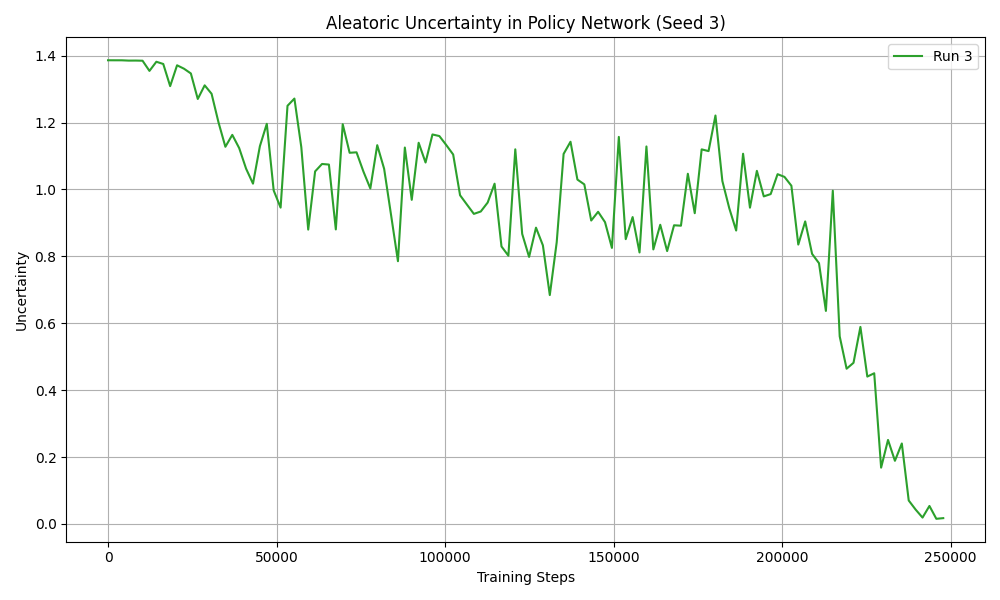 Aleatoric Uncertainty in Policy Network (Seed 3)
Run 3
Uncertainty
1.4
1.2
1.0
0.8
0.6
0.4
0.2
0.0
0 50000 100000 150000 200000 250000
Training Steps